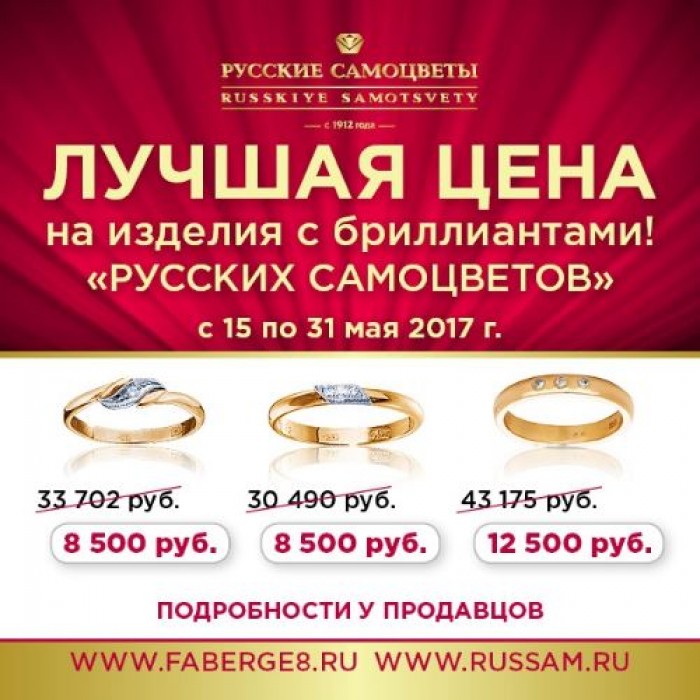 РУССКИЕ САМОЦВЕТЫ
RUSSKIYE SAMOTSVETY
с 1912 года
ЛУЧШАЯ ЦЕНА
на изделия с бриллиантами!
«РУССКИХ САМОЦВЕТОВ»
с 15 по 31 мая 2017 г.
33 702 руб. 30 490 руб. 43 175 руб.
8 500 руб. 8 500 руб. 12 500 руб.
ПОДРОБНОСТИ У ПРОДАВЦОВ
WWW.FABERGE8.RU WWW.RUSSAM.RU